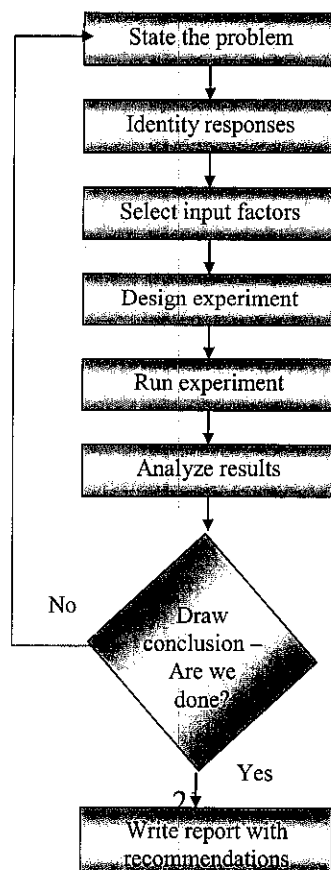 State the problem
Identity responses
Select input factors
Design experiment
Run experiment
Analyze results
No
Draw
conclusion –
Are we
done?
Yes
2
Write report with
recommendations